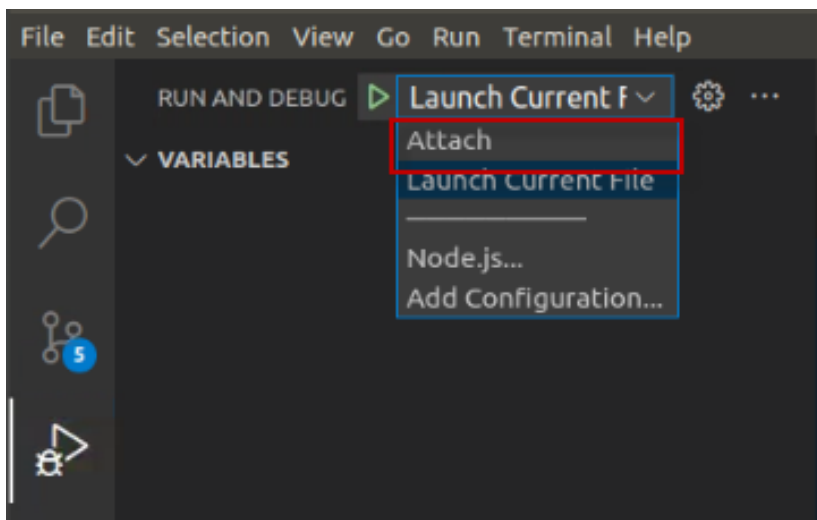 File Edit Selection View Go Run Terminal Help
RUN AND DEBUG Launch Current F
Attach
VARIABLES
Launch Current File
Node.js...
Add Configuration...
5